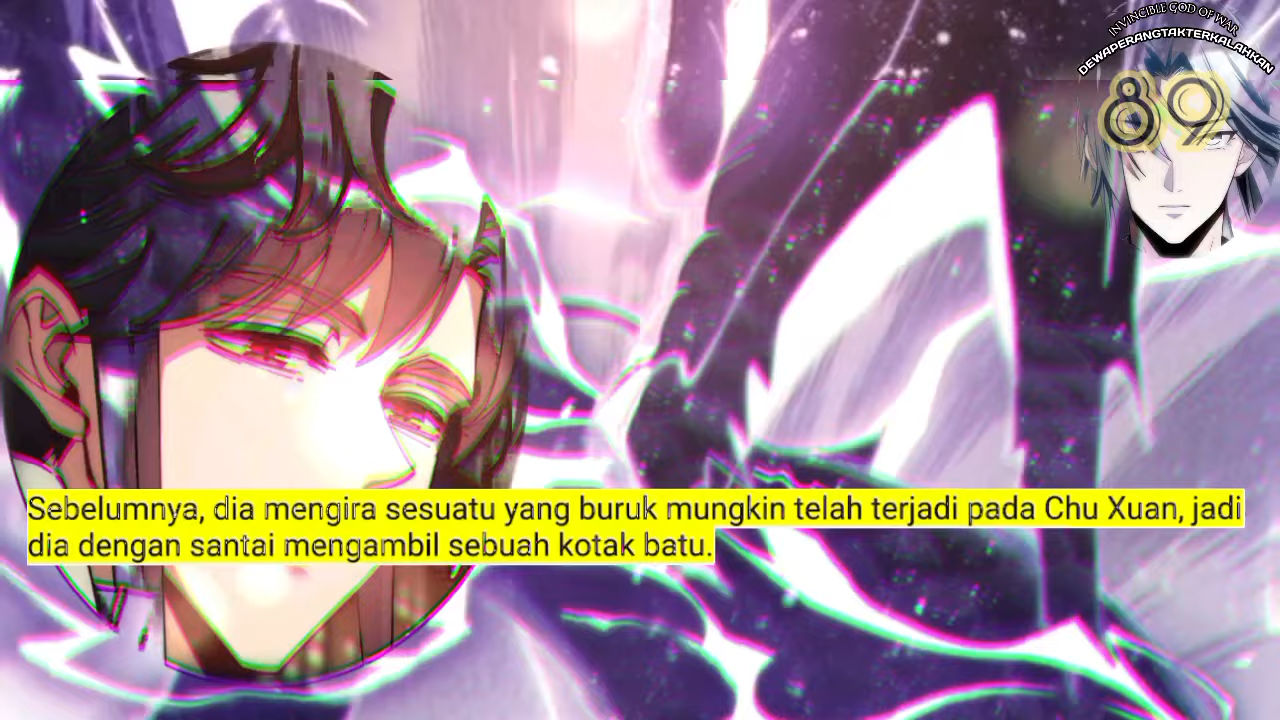 INVINCIBLE GOD OF WAR
DEWAPERANGTAKTERKALAHKAN
89
Sebelumnya, dia mengira sesuatu yang buruk mungkin telah terjadi pada Chu Xuan, jadi
dia dengan santai mengambil sebuah kotak batu.